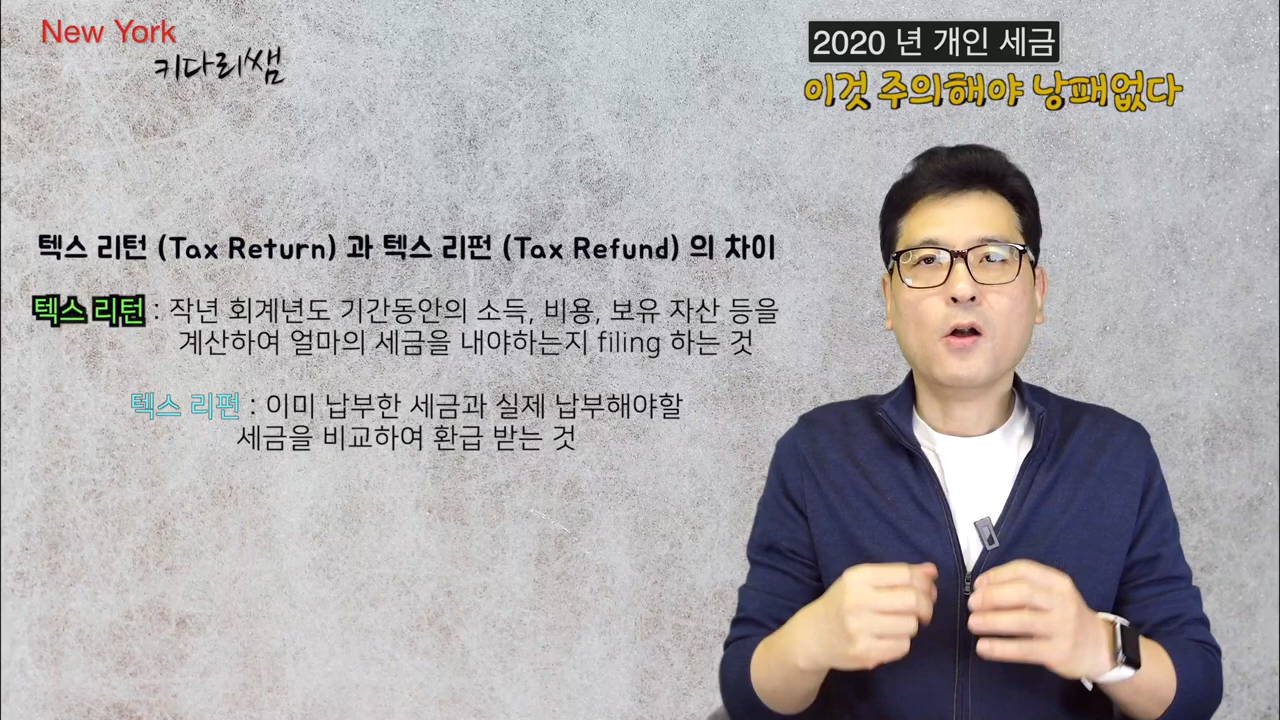 New York
키다리쌤
2020 년 개인 세금
이것 주의해야 낭패없다
텍스 리턴 (Tax Return) 과 텍스 리펀 (Tax Refund) 의 차이
텍스 리턴 : 작년 회계년도 기간동안의 소득, 비용, 보유 자산 등을
계산하여 얼마의 세금을 내야하는지 filing 하는 것
텍스 리펀 : 이미 납부한 세금과 실제 납부해야할
세금을 비교하여 환급 받는 것